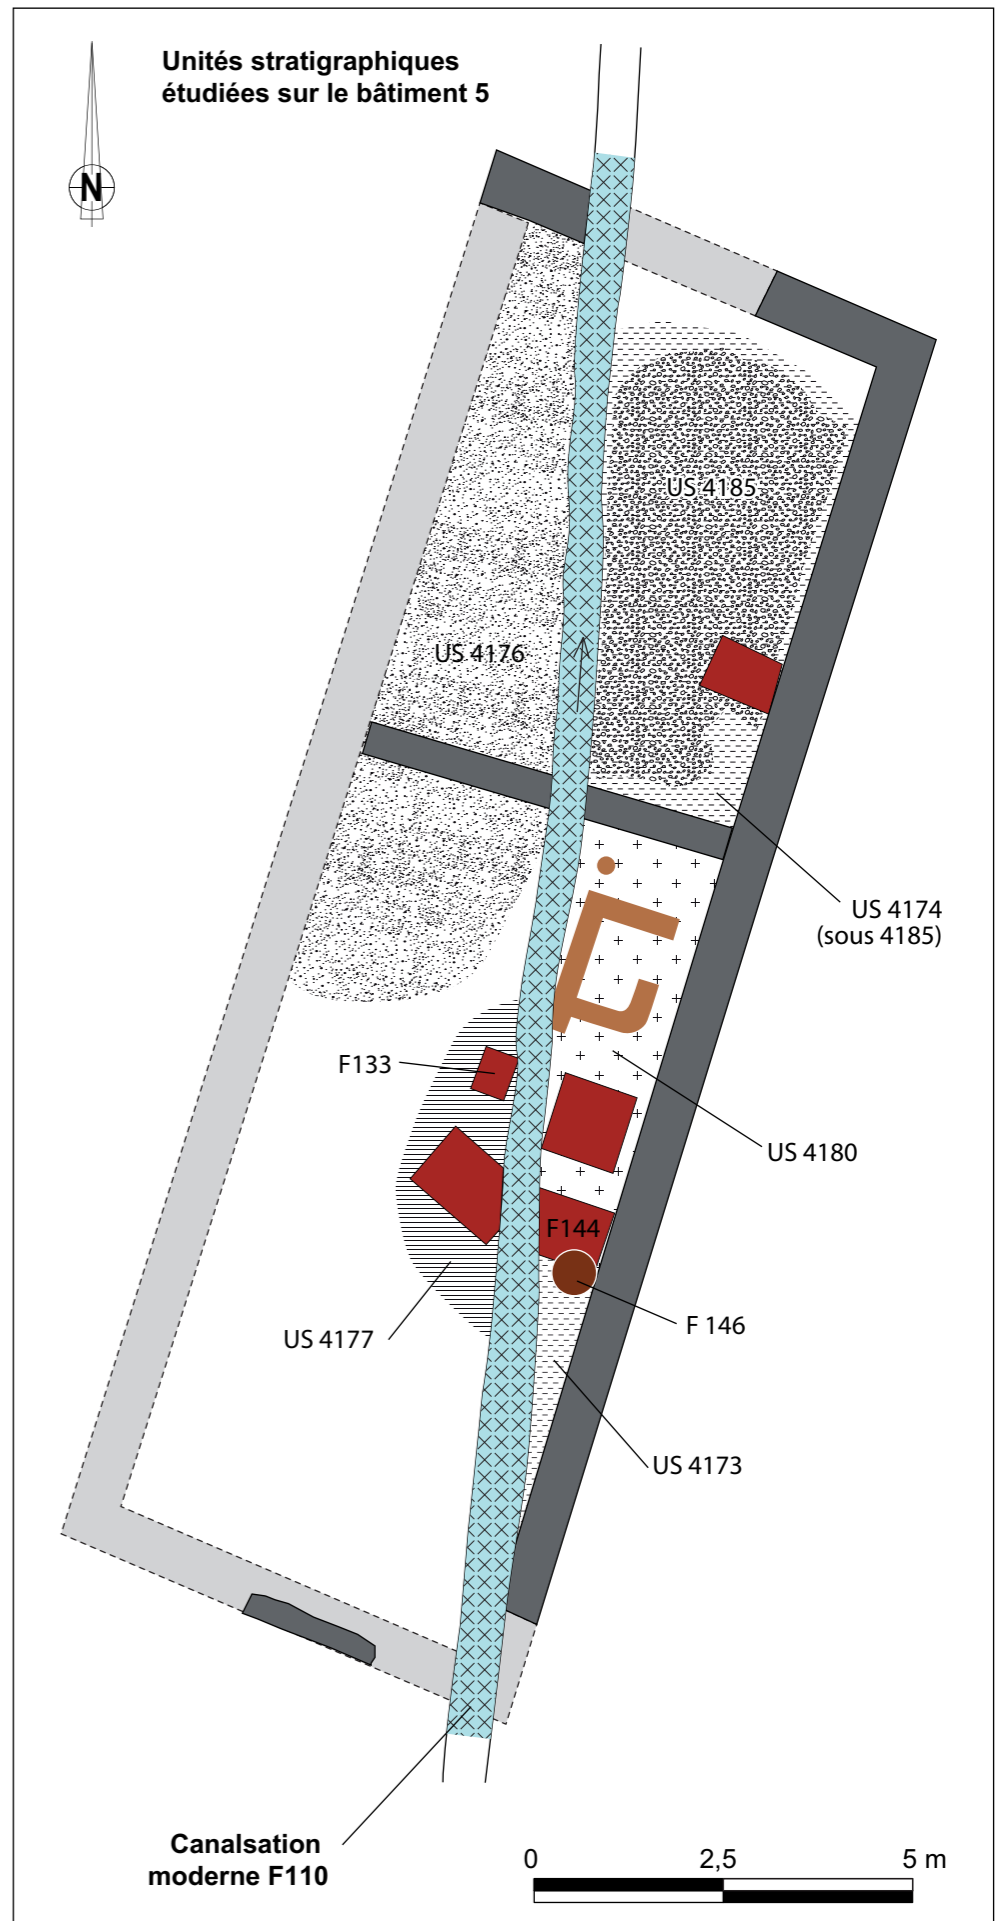 Unités stratigraphiques
étudiées sur le bâtiment 5
N
US 4185
US 4176
US 4174
(sous 4185)
F133
US 4180
F144
F 146
US 4177
US 4173
Canalsation
moderne F110
0 2,5 5 m